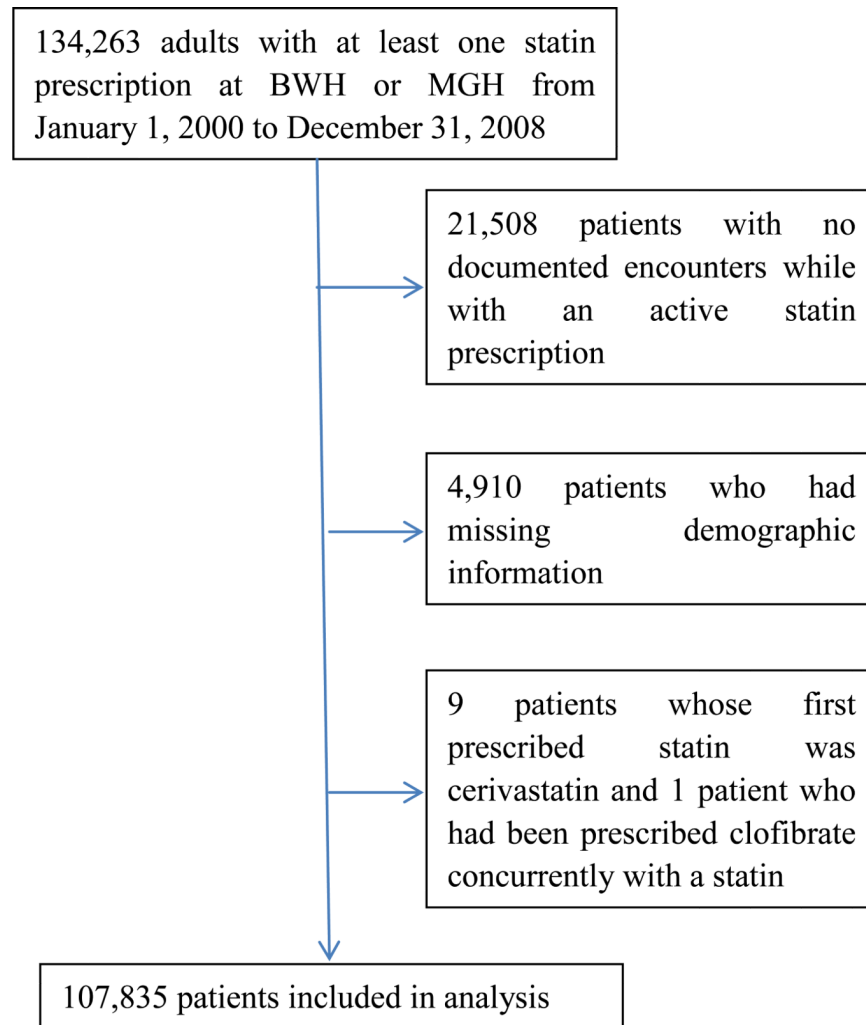 134,263 adults with at least one statin
prescription at BWH or MGH from
January 1, 2000 to December 31, 2008
21,508 patients with no
documented encounters while
with an active statin
prescription
4,910 patients who had
missing demographic
information
9 patients whose first
prescribed statin was
cerivastatin and 1 patient who
had been prescribed clofibrate
concurrently with a statin
107,835 patients included in analysis